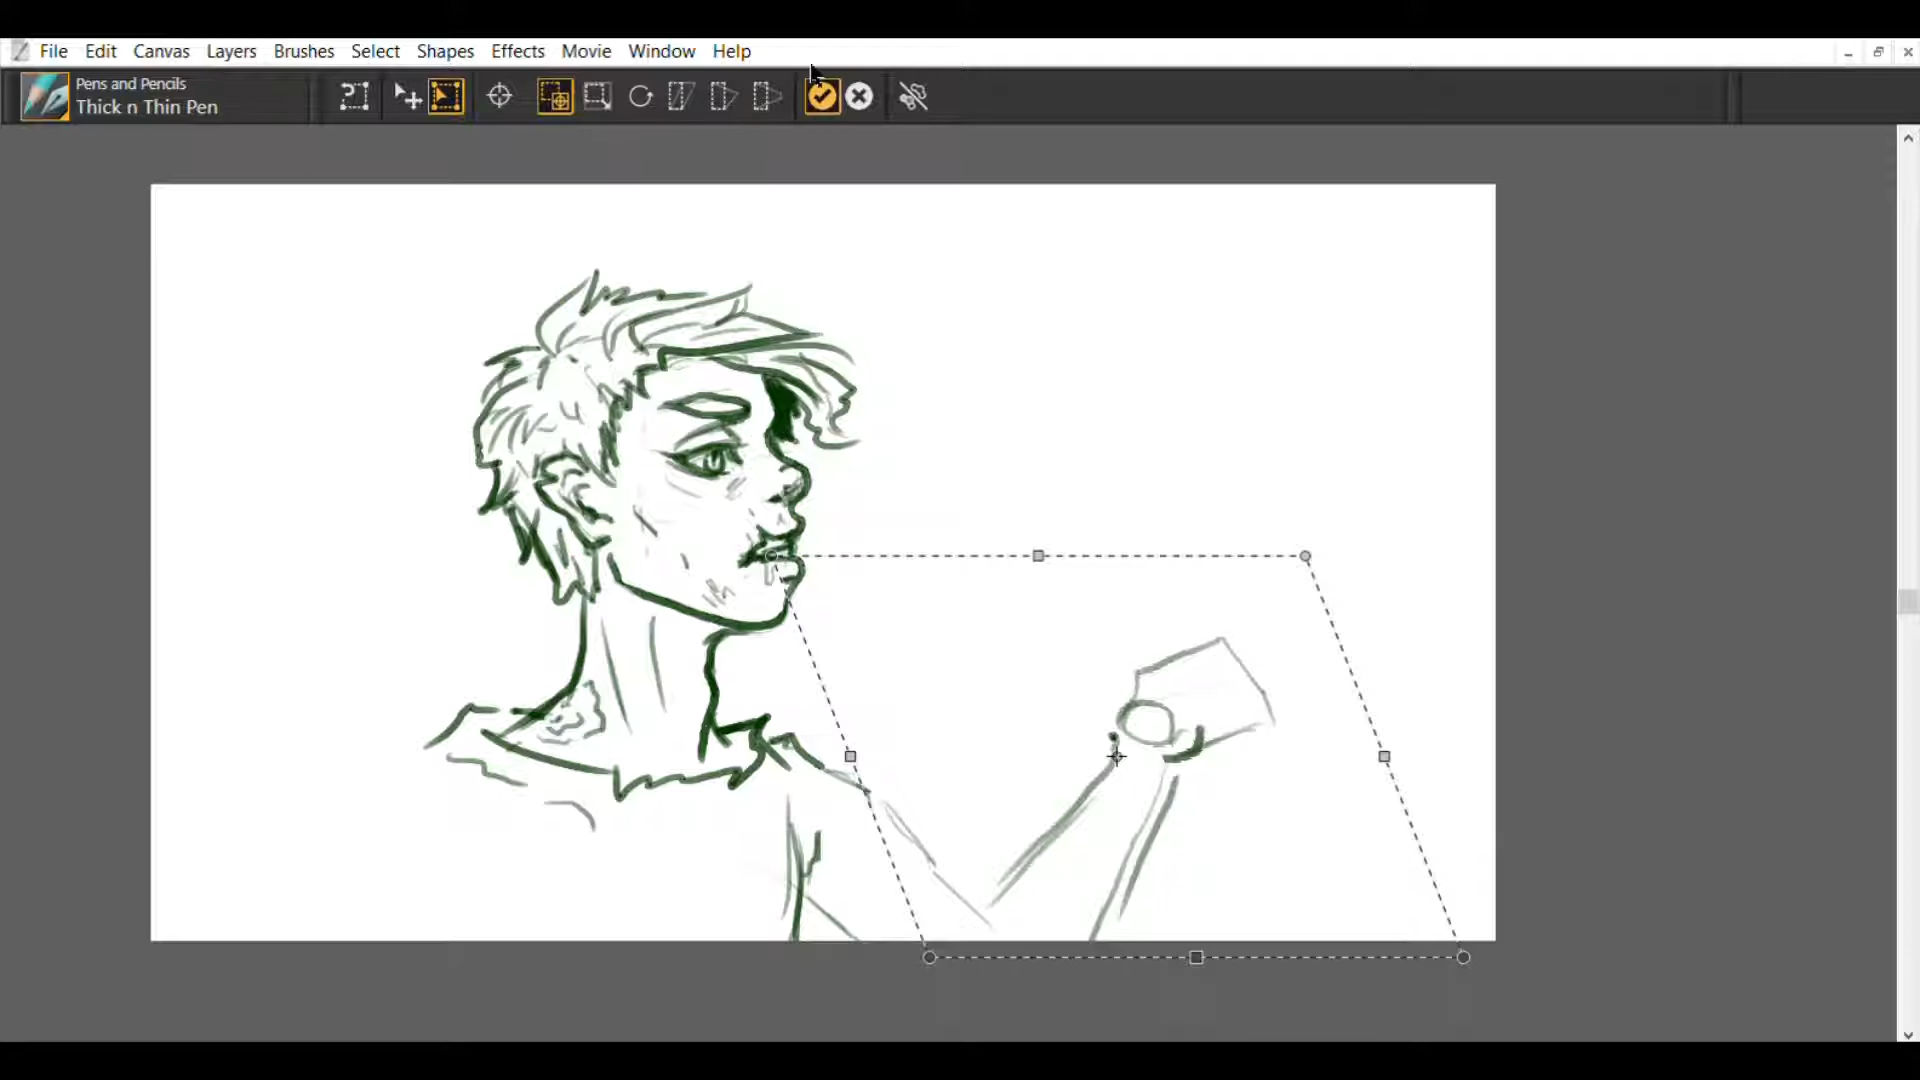 File Edit Canvas Layers Brushes Select Shapes Effects Movie Window Help
Pens and Pencils
Thick n Thin Pen